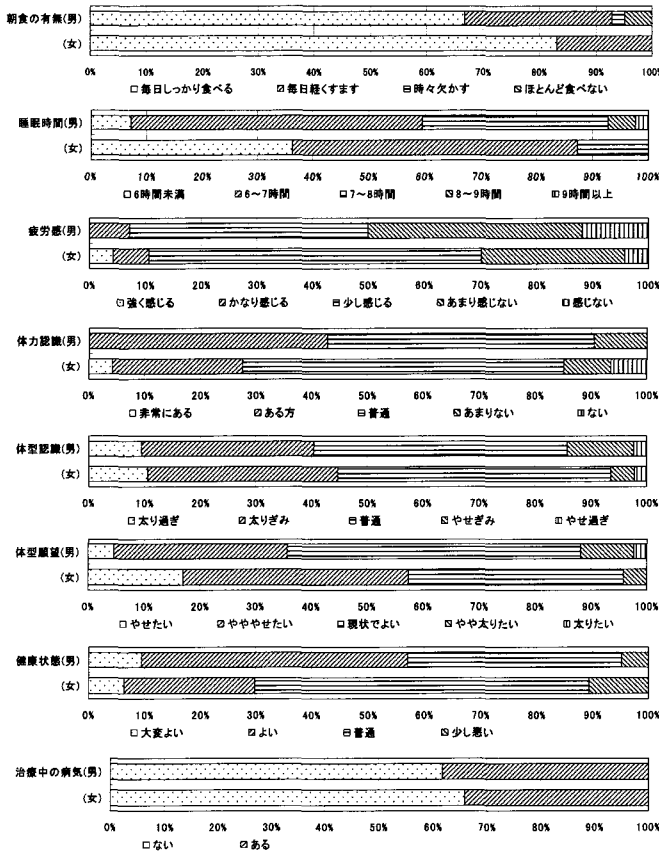 朝食の有無(男)
(女)
0% 10% 20% 30% 40% 50% 60% 70% 80% 90% 100%
□毎日しっかり食べる 毎日軽くすます 時々欠かす ほとんど食べない
睡眠時間(男)
(女)
0% 10% 20% 30% 40% 50% 60% 70% 80% 90% 100%
6時間未満 6〜7時間 7〜8時間 8〜9時間 9時間以上
疲労感(男)
(女)
0% 10% 20% 30% 40% 50% 60% 70% 80% 90% 100%
強く感じる かなり感じる 少し感じる あまり感じない 感じない
体力認識(男)
(女)
0% 10% 20% 30% 40% 50% 60% 70% 80% 90% 100%
非常にある ある方 普通 あまりない ない
体型認識(男)
(女)
0% 10% 20% 30% 40% 50% 60% 70% 80% 90% 100%
太り過ぎ 太りぎみ 普通 やせぎみ やせ過ぎ
体型願望(男)
(女)
0% 10% 20% 30% 40% 50% 60% 70% 80% 90% 100%
やせたい やややせたい 現状でよい やや太りたい 太りたい
健康状態(男)
(女)
0% 10% 20% 30% 40% 50% 60% 70% 80% 90% 100%
大変よい よい 普通 少し悪い
治療中の病気(男)
(女)
0% 10% 20% 30% 40% 50% 60% 70% 80% 90% 100%
ない ある